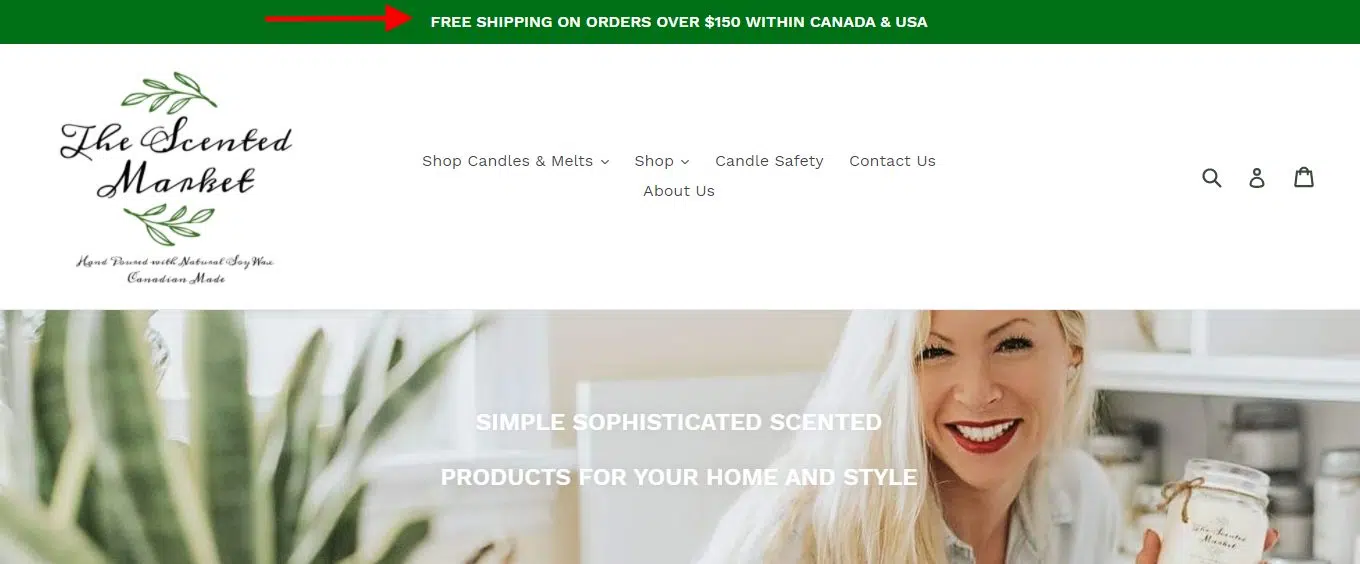 FREE SHIPPING ON ORDERS OVER $150 WITHIN CANADA & USA
The Scented
Market
Hand Poured with Natural Soy Wax
Canadian Made
Shop Candles & Melts
Shop
Candle Safety
Contact Us
About Us
SIMPLE SOPHISTICATED SCENTED
PRODUCTS FOR YOUR HOME AND STYLE
The Scented
Market